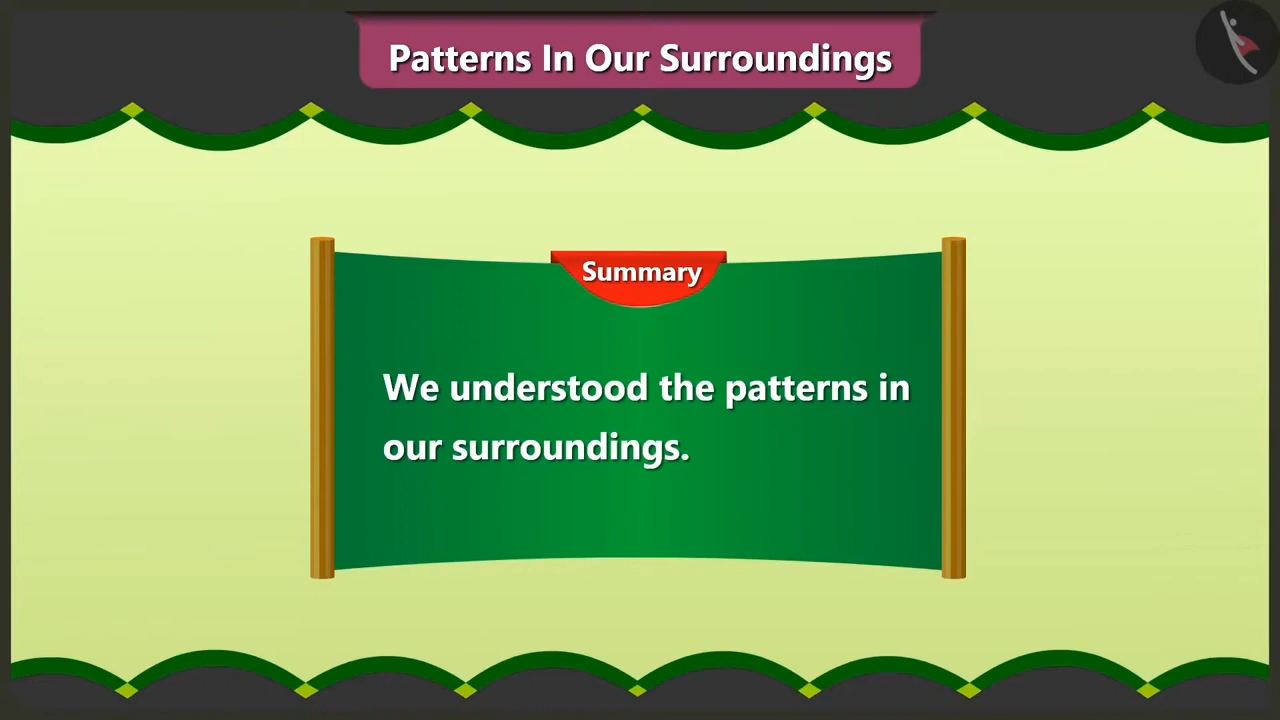 Patterns In Our Surroundings
Summary
We understood the patterns in
our surroundings.